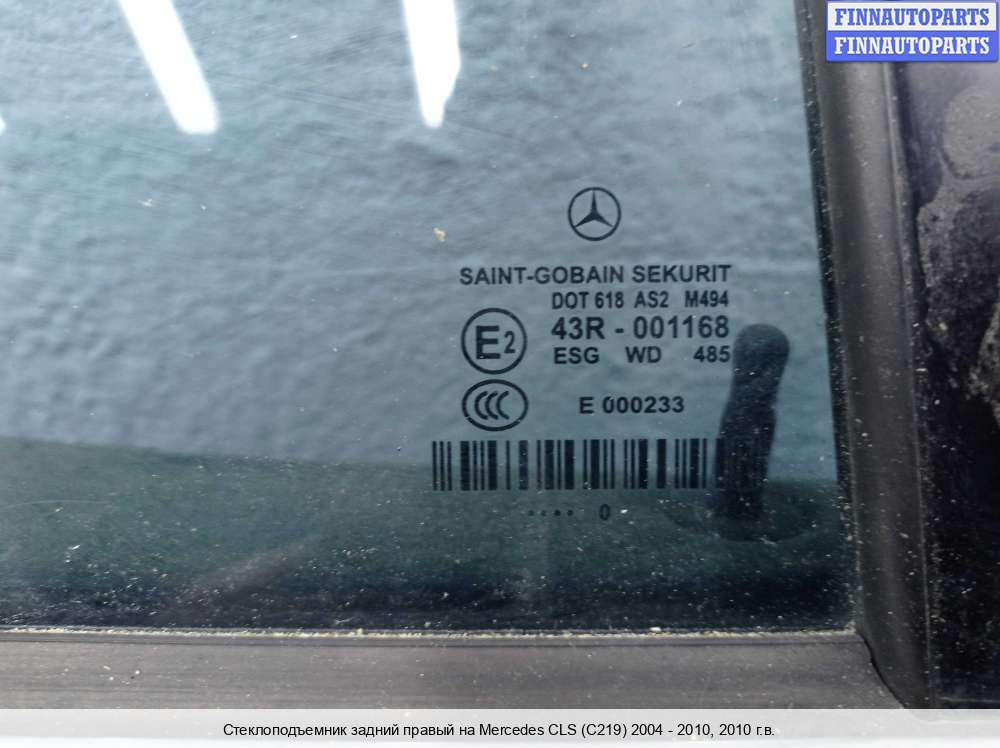 FINNAUTOPARTS
FINNAUTOPARTS
SAINT-GOBAIN SEKURIT
DOT 618 AS2 M494
43R - 001168
E2
ESG WD 485
CCC
E 000233
.... 0
Стеклоподъемник задний правый на Mercedes CLS (C219) 2004 - 2010, 2010 г.в.